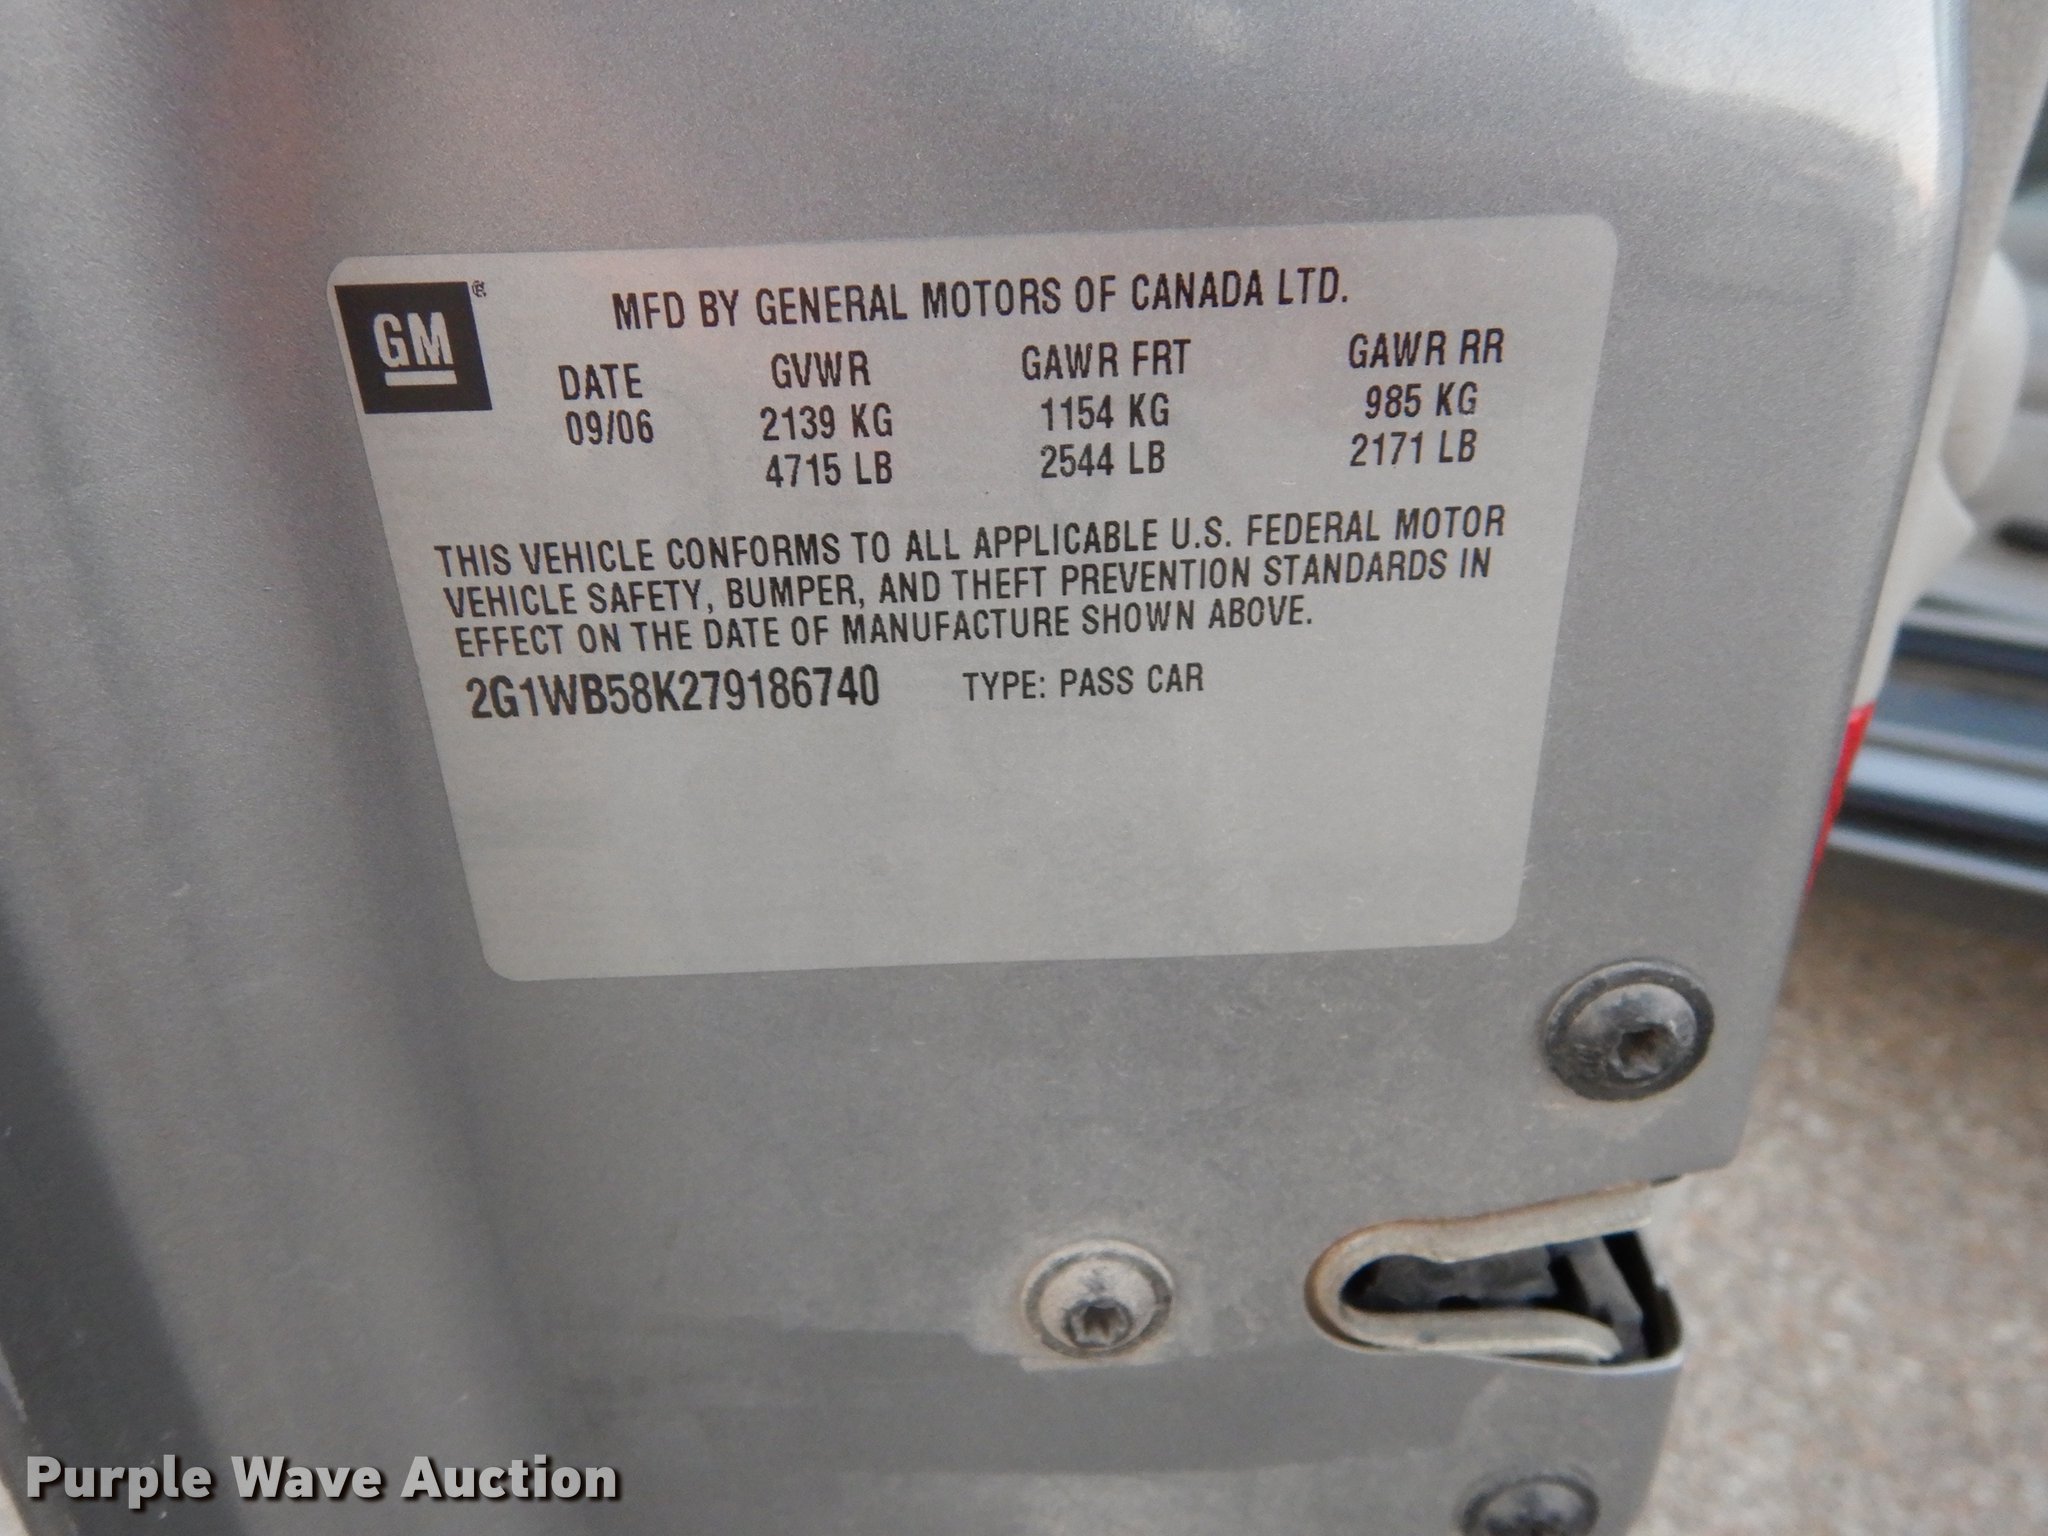 GM ®
MFD BY GENERAL MOTORS OF CANADA LTD.
DATE GVWR GAWR FRT GAWR RR
09/06 2139 KG 1154 KG 985 KG
4715 LB 2544 LB 2171 LB
THIS VEHICLE CONFORMS TO ALL APPLICABLE U.S. FEDERAL MOTOR
VEHICLE SAFETY, BUMPER, AND THEFT PREVENTION STANDARDS IN
EFFECT ON THE DATE OF MANUFACTURE SHOWN ABOVE.
2G1WB58K279186740 TYPE: PASS CAR
Purple Wave Auction